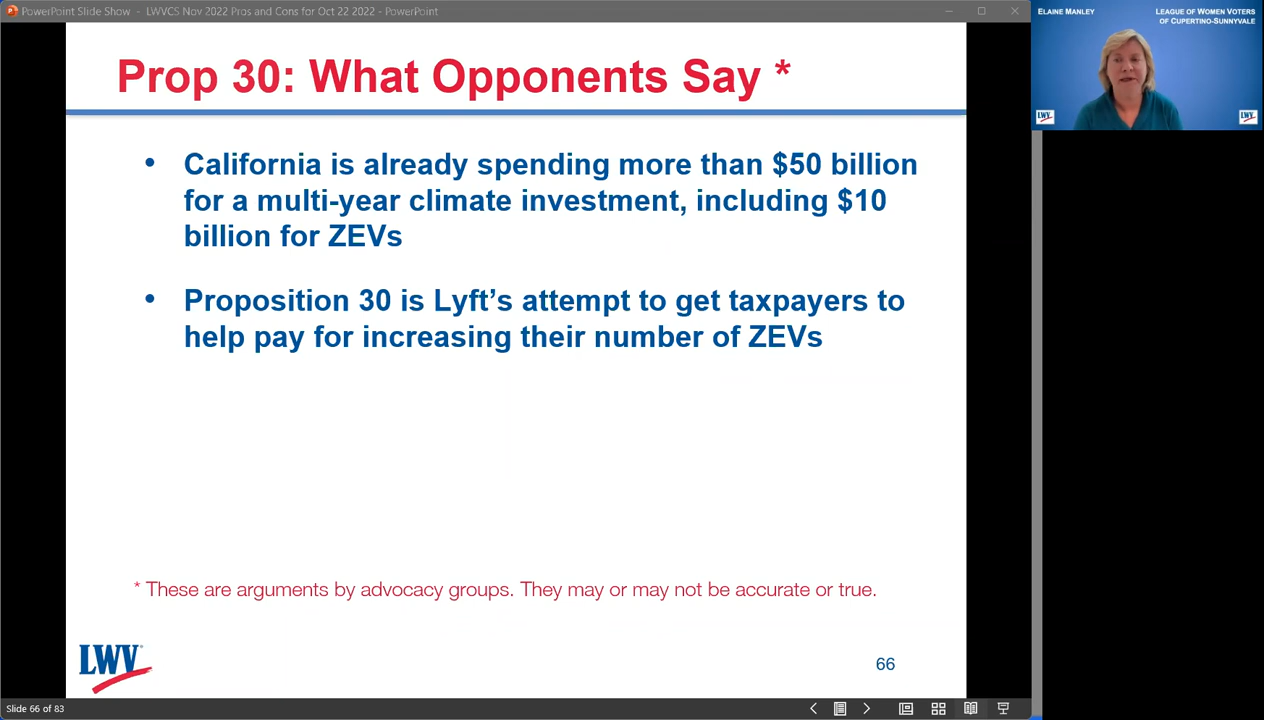 PowerPoint Slide Show - LWVCS Nov 2022 Pros and Cons for Oct 22 2022 - PowerPoint
ELAINE MANLEY
LEAGUE OF WOMEN VOTERS
OF CUPERTINO-SUNNYVALE
LWV
LWV
Prop 30: What Opponents Say *
• California is already spending more than $50 billion
for a multi-year climate investment, including $10
billion for ZEVs
• Proposition 30 is Lyft’s attempt to get taxpayers to
help pay for increasing their number of ZEVs
* These are arguments by advocacy groups. They may or may not be accurate or true.
LWV
66
Slide 66 of 83